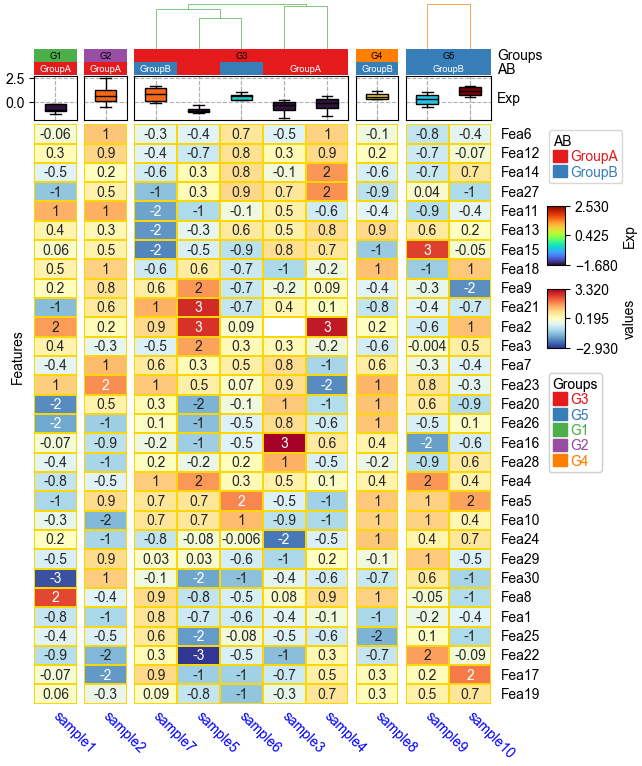 G1 G2 G3 G4 G5 Groups
GroupA GroupA GroupB GroupA GroupB GroupB AB
2.5
0.0
Exp
-0.06 1 -0.3 -0.4 0.7 -0.5 1 -0.1 -0.8 -0.4 Fea6
0.3 0.9 -0.4 -0.7 0.8 0.3 0.9 0.2 -0.7 -0.07 Fea12
-0.5 0.2 -0.6 0.3 0.8 -0.1 2 -0.6 -0.7 0.7 Fea14
-1 0.5 -1 0.3 0.9 0.7 2 -0.9 0.04 -1 Fea27
1 1 -2 -1 -0.1 0.5 -0.6 -0.4 -0.9 -0.4 Fea11
0.4 0.3 -2 -0.3 0.6 0.5 0.8 0.9 0.6 0.2 Fea13
0.06 0.5 -2 -0.5 -0.9 0.8 0.7 -1 3 -0.05 Fea15
0.5 1 -0.6 0.6 -0.7 -1 -0.2 1 -1 1 Fea18
0.2 0.8 0.6 2 -0.7 -0.2 0.09 -0.4 -0.3 -2 Fea9
-1 0.6 1 3 -0.7 0.4 0.1 -0.8 -0.4 -0.7 Fea21
2 0.2 0.9 3 0.09 3 0.2 -0.6 1 Fea2
0.4 -0.3 -0.5 2 0.3 0.3 -0.2 -0.6 -0.004 0.5 Fea3
-0.4 1 0.6 0.3 0.5 0.8 -1 0.6 -0.3 -0.4 Fea7
1 2 1 0.5 0.07 0.9 -2 1 0.8 -0.3 Fea23
-2 0.5 0.3 -2 -0.1 1 -1 1 0.6 -0.9 Fea20
-2 -1 0.1 -1 -0.5 0.8 -0.6 1 -0.5 0.1 Fea26
-0.07 -0.9 -0.2 -1 -0.5 3 0.6 0.4 -2 -0.6 Fea16
-0.4 -1 0.2 -0.2 0.2 1 -0.5 -0.2 -0.9 0.6 Fea28
-0.8 -0.5 1 2 0.3 0.5 0.1 0.4 2 0.4 Fea4
-1 0.9 0.7 0.7 2 -0.5 -1 1 1 2 Fea5
-0.3 -2 0.7 0.7 1 -0.9 -1 1 1 0.4 Fea10
0.2 -1 -0.8 -0.08 -0.006 -2 -0.5 1 0.4 0.7 Fea24
-0.5 0.9 0.03 0.03 -0.6 -1 0.2 -0.1 1 -0.5 Fea29
-3 1 -0.1 -2 -1 -0.4 -0.6 -0.7 0.6 -1 Fea30
2 -0.4 0.9 -0.8 -0.5 0.08 0.9 1 -0.05 -1 Fea8
-0.8 -1 0.8 -0.7 -0.6 -0.4 -0.1 -1 -0.2 -0.4 Fea1
-0.4 -0.5 0.6 -2 -0.08 -0.5 -0.6 -2 0.1 -1 Fea25
-0.9 -2 0.3 -3 -0.5 -1 0.3 -0.7 2 -0.09 Fea22
-0.07 -2 0.9 -1 -1 -0.7 0.5 0.3 0.2 2 Fea17
0.06 -0.3 0.09 -0.8 -1 -0.3 0.7 0.3 0.5 0.7 Fea19
Features
sample1 sample2 sample7 sample5 sample6 sample3 sample4 sample8 sample9 sample10
AB
GroupA
GroupB
2.530
0.425
-1.680
Exp
3.320
0.195
-2.930
values
Groups
G3
G5
G1
G2
G4